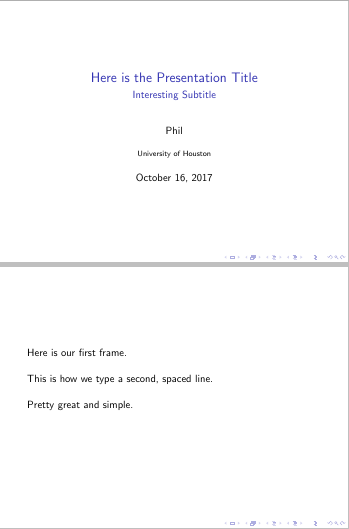 Here is the Presentation Title
Interesting Subtitle
Phil
University of Houston
October 16, 2017
Here is our first frame.
This is how we type a second, spaced line.
Pretty great and simple.